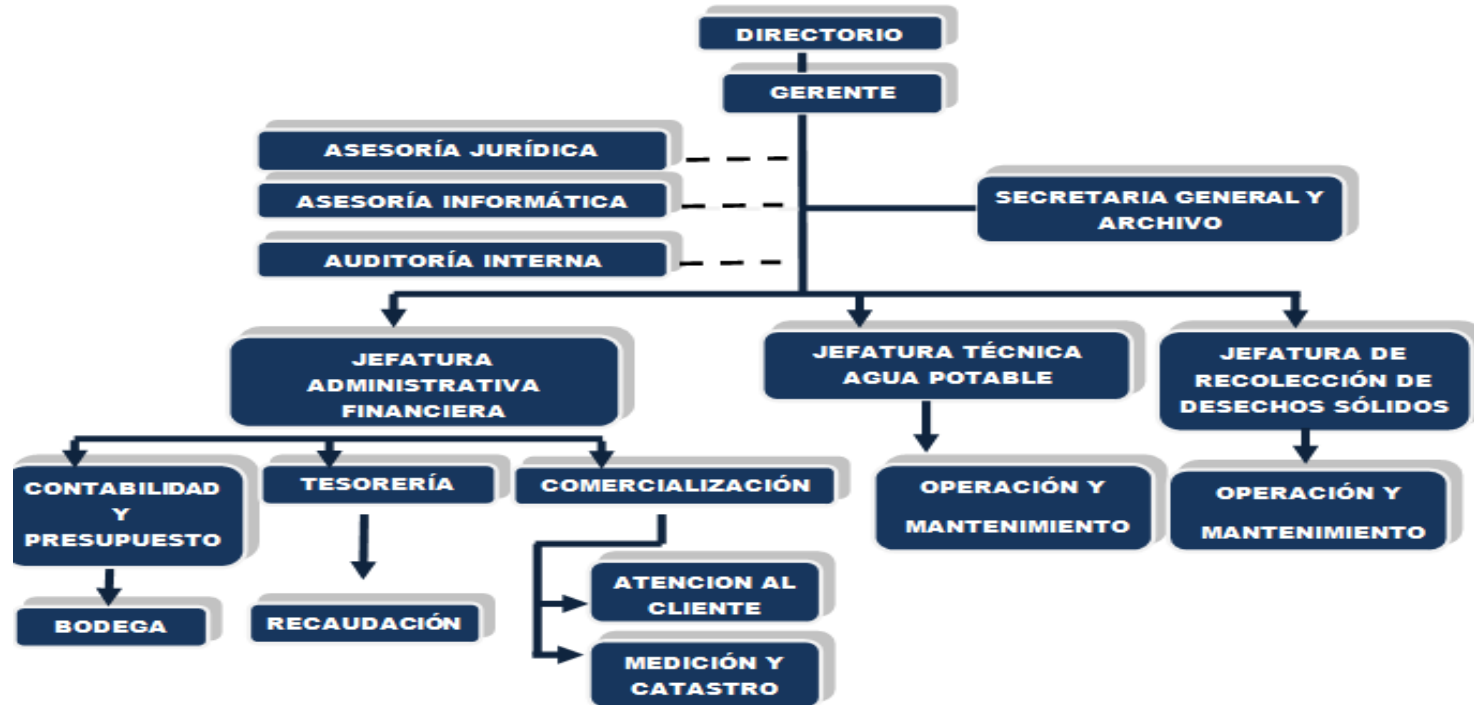 DIRECTORIO
GERENTE
ASESORÍA JURÍDICA
ASESORÍA INFORMÁTICA
SECRETARIA GENERAL Y
ARCHIVO
AUDITORÍA INTERNA
JEFATURA
ADMINISTRATIVA
FINANCIERA
JEFATURA TÉCNICA
AGUA POTABLE
JEFATURA DE
RECOLECCIÓN DE
DESECHOS SÓLIDOS
CONTABILIDAD
Y
PRESUPUESTO
TESORERÍA
COMERCIALIZACIÓN
OPERACIÓN Y
MANTENIMIENTO
OPERACIÓN Y
MANTENIMIENTO
BODEGA
RECAUDACIÓN
ATENCION AL
CLIENTE
MEDICIÓN Y
CATASTRO